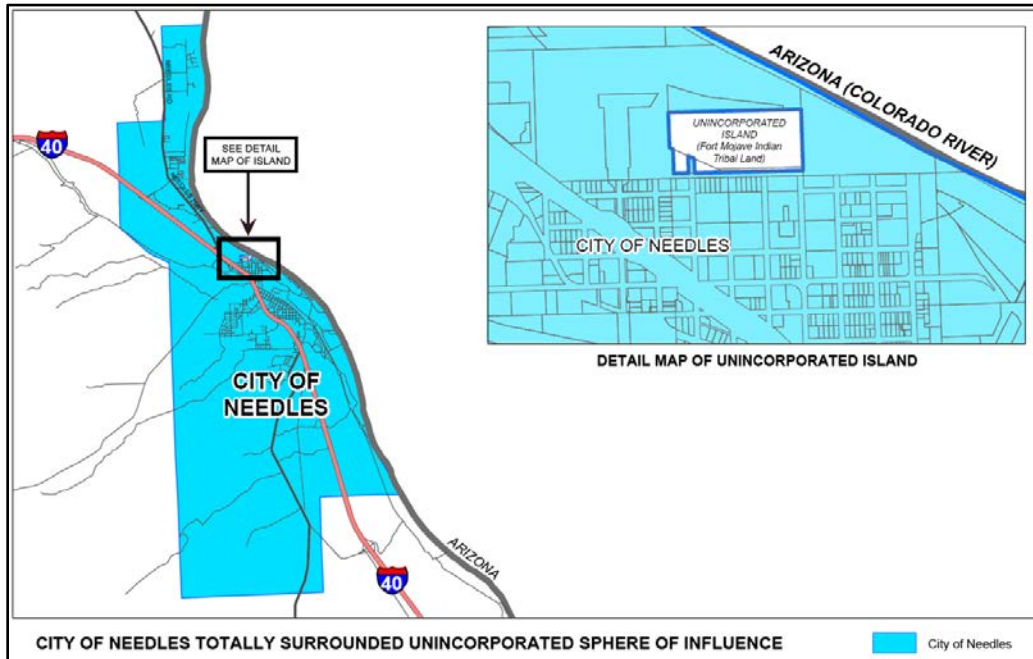 40
SEE DETAIL
MAP OF ISLAND
CITY OF
NEEDLES
ARIZONA
40
ARIZONA (COLORADO RIVER)
UNINCORPORATED
ISLAND
(Fort Mojave Indian
Tribal Land)
CITY OF NEEDLES
DETAIL MAP OF UNINCORPORATED ISLAND
CITY OF NEEDLES TOTALLY SURROUNDED UNINCORPORATED SPHERE OF INFLUENCE
City of Needles